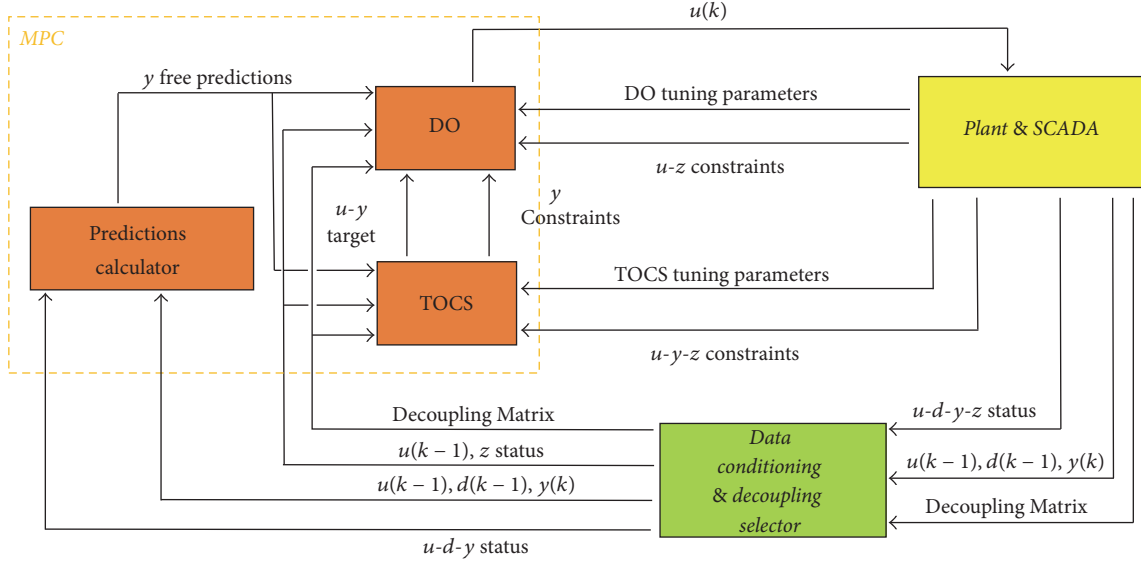 u(k)
MPC
y free predictions
DO tuning parameters
DO
Plant & SCADA
u-z constraints
u-y
target
y
Constraints
Predictions
calculator
TOCS tuning parameters
TOCS
u-y-z constraints
Decoupling Matrix
u-d-y-z status
Data
conditioning
& decoupling
selector
u(k − 1), z status
u(k − 1), d(k − 1), y(k)
u(k − 1), d(k − 1), y(k)
Decoupling Matrix
u-d-y status